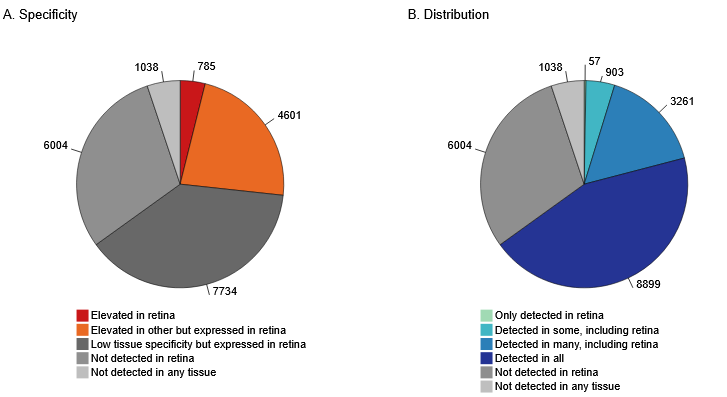 A. Specificity
1038
785
4601
6004
7734
Elevated in retina
Elevated in other but expressed in retina
Low tissue specificity but expressed in retina
Not detected in retina
Not detected in any tissue
B. Distribution
1038
57
903
3261
6004
8899
Only detected in retina
Detected in some, including retina
Detected in many, including retina
Detected in all
Not detected in retina
Not detected in any tissue